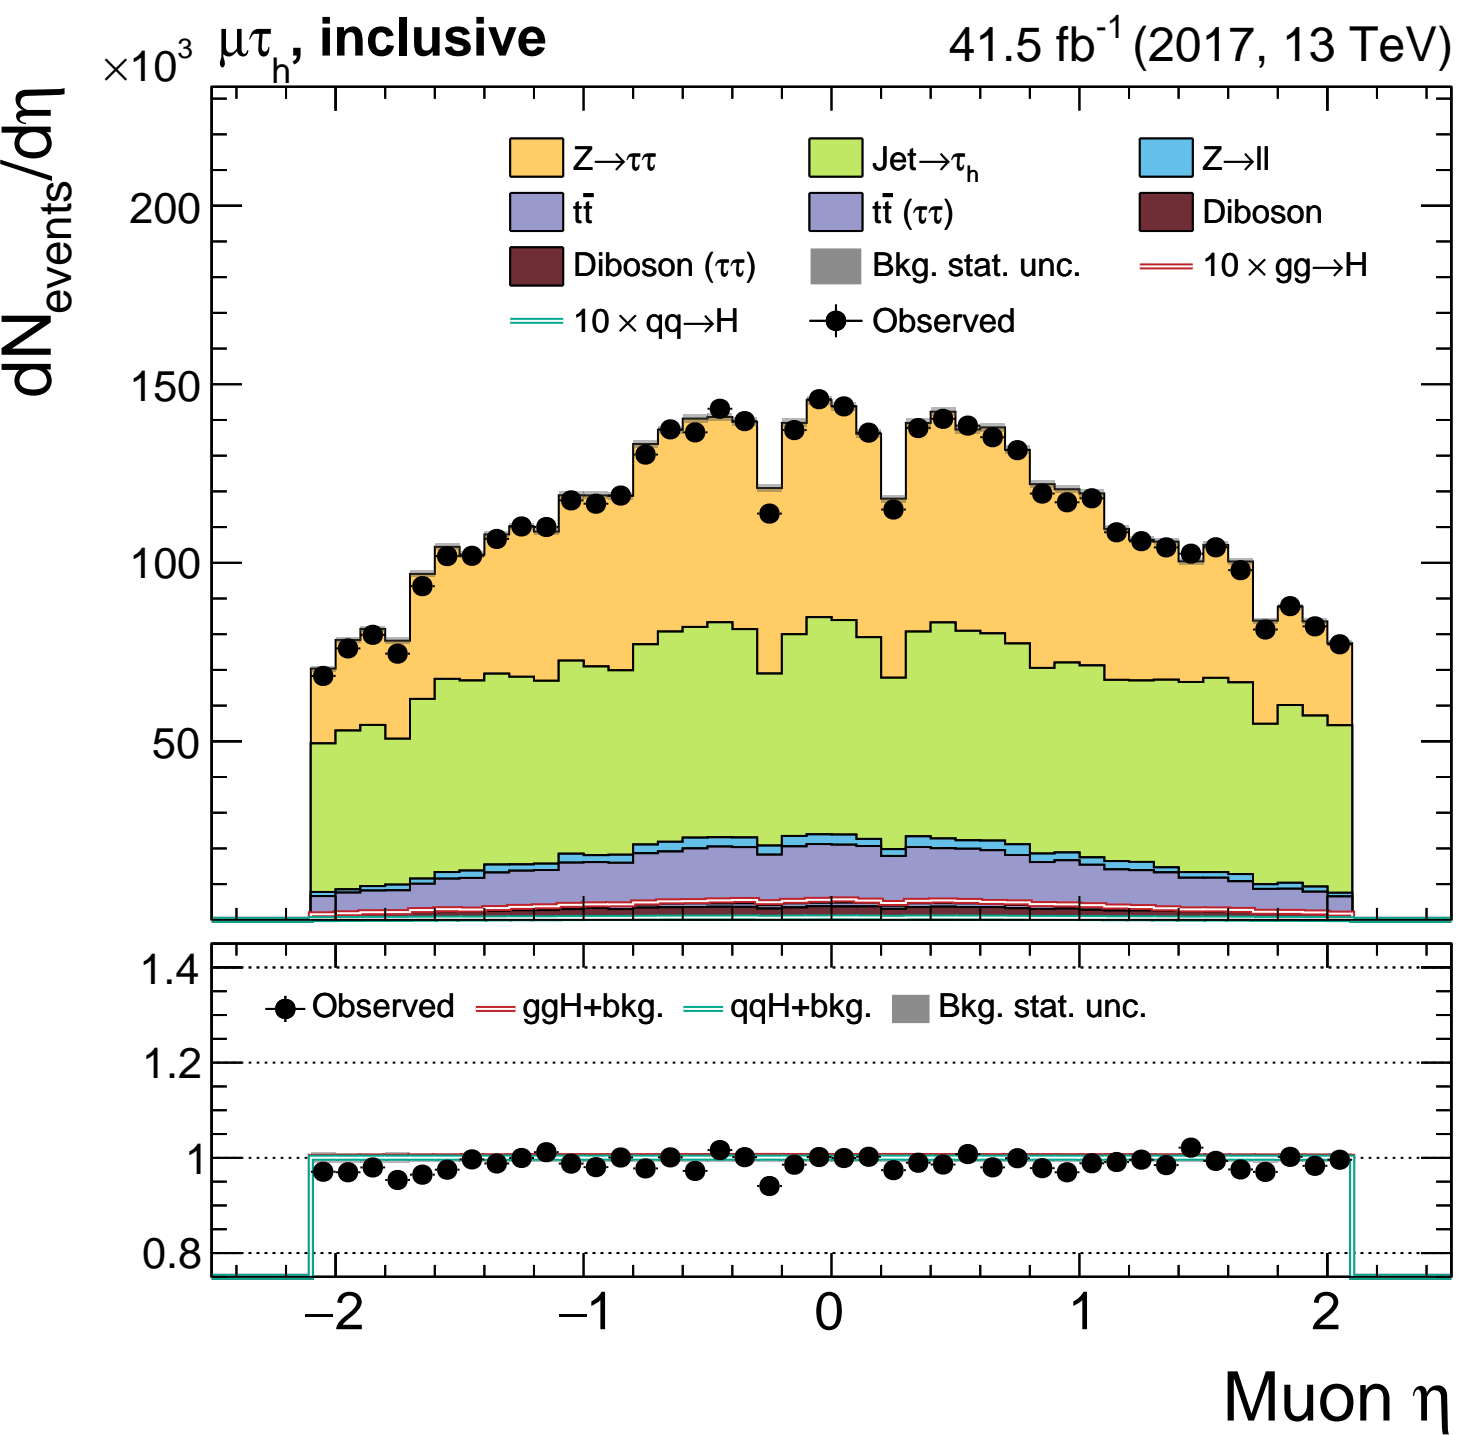 ×10³ μτₕ, inclusive 41.5 fb⁻¹ (2017, 13 TeV)
dN_events/dη
Z→ττ Jet→τₕ Z→ll
tt̄ tt̄ (ττ) Diboson
Diboson (ττ) Bkg. stat. unc. 10 × gg→H
10 × qq→H Observed
200
150
100
50
1.4
Observed ggH+bkg. qqH+bkg. Bkg. stat. unc.
1.2
1
0.8
−2 −1 0 1 2
Muon η